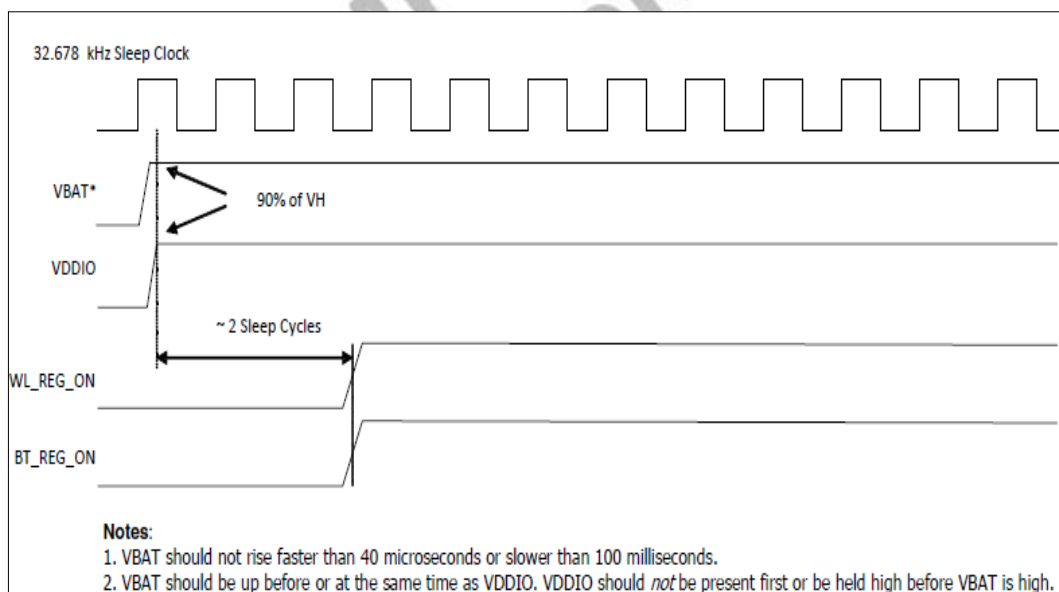 32.678 kHz Sleep Clock
VBAT*
90% of VH
VDDIO
~ 2 Sleep Cycles
WL_REG_ON
BT_REG_ON
Notes:
1. VBAT should not rise faster than 40 microseconds or slower than 100 milliseconds.
2. VBAT should be up before or at the same time as VDDIO. VDDIO should not be present first or be held high before VBAT is high.